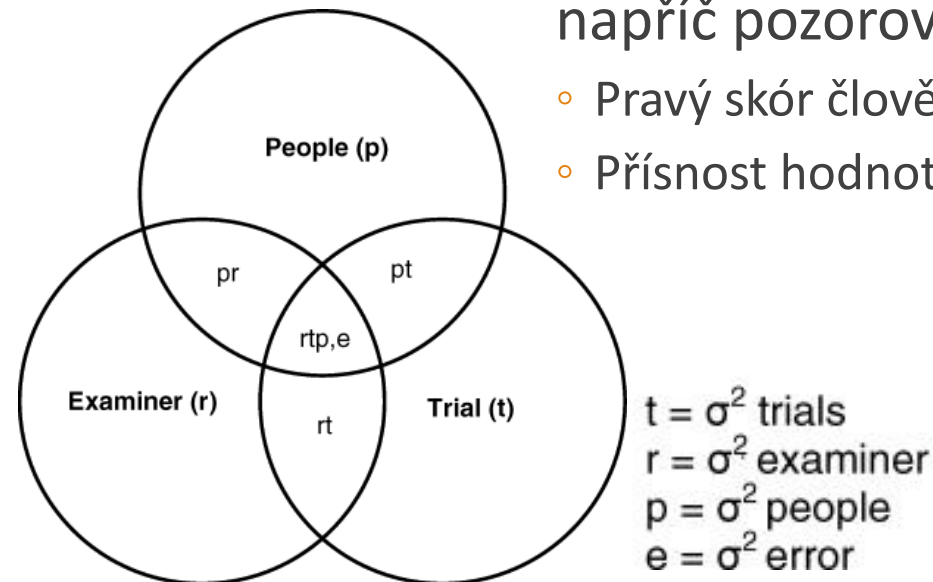 napříč pozorov
◦ Pravý skór člově
◦ Přísnost hodnot
People (p)
pr
pt
rtp,e
Examiner (r)
Trial (t)
rt
t = σ² trials
r = σ² examiner
p = σ² people
e = σ² error